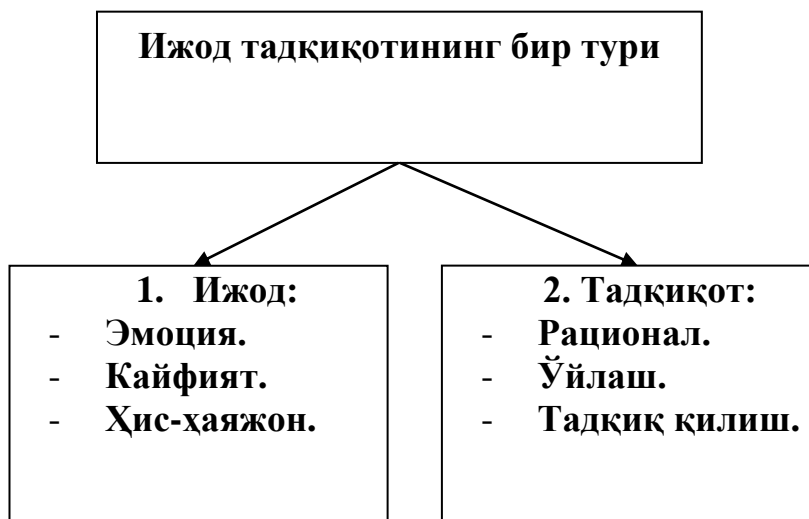 Ижод тадқиқотининг бир тури
1. Ижод:
- Эмоция.
- Кайфият.
- Ҳис-ҳаяжон.
2. Тадқиқот:
- Рационал.
- Ўйлаш.
- Тадқиқ қилиш.